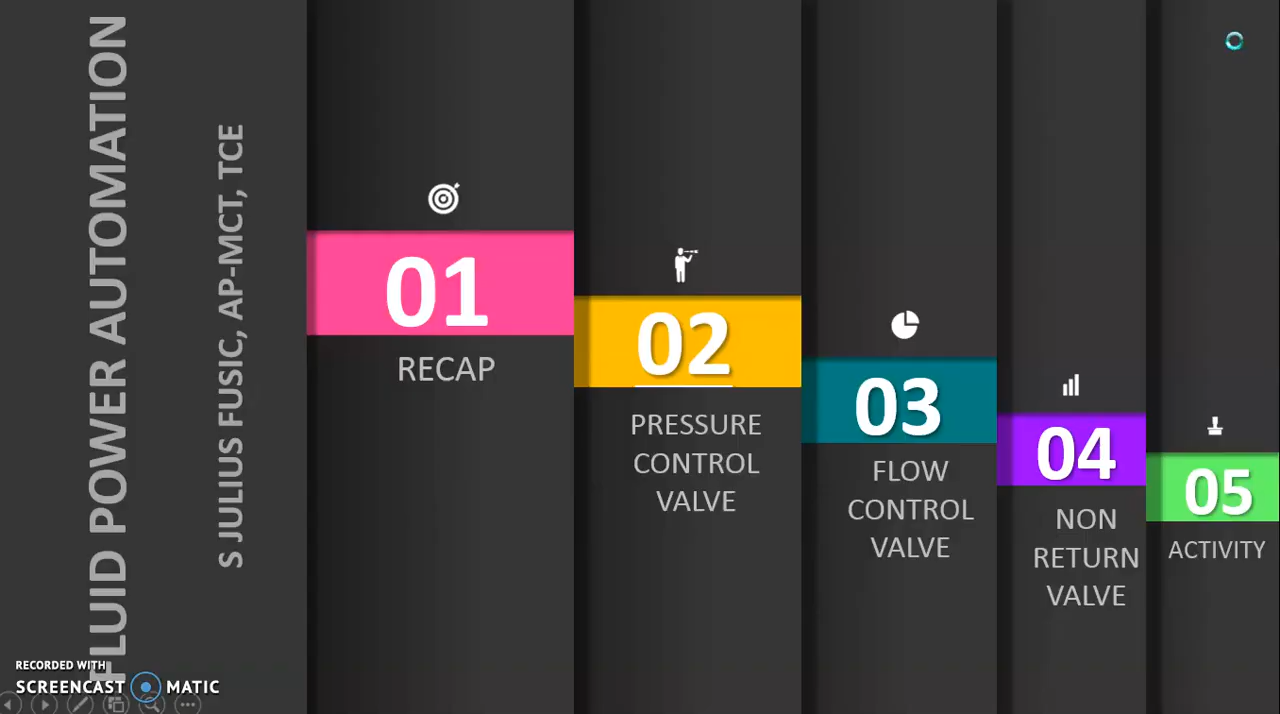 FLUID POWER AUTOMATION
S JULIUS FUSIC, AP-MCT, TCE
01
RECAP
02
PRESSURE
CONTROL
VALVE
03
FLOW
CONTROL
VALVE
04
NON
RETURN
VALVE
05
ACTIVITY
RECORDED WITH
SCREENCAST MATIC